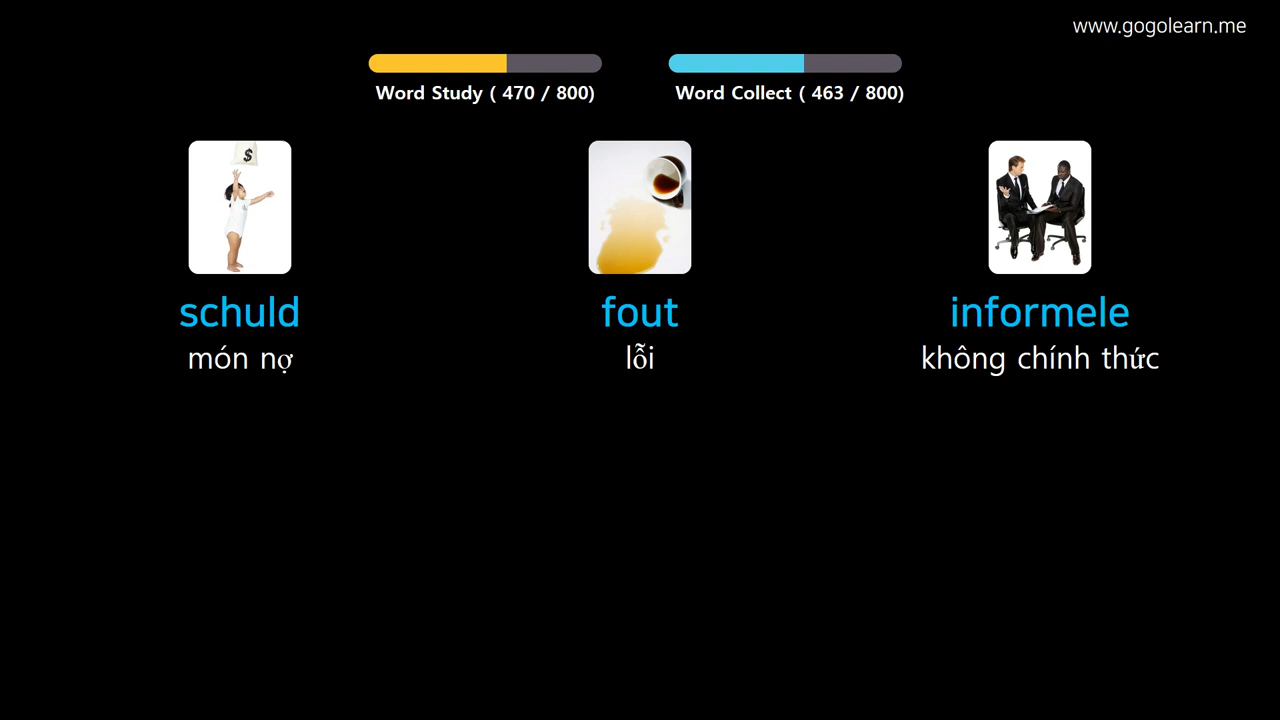 www.gogolearn.me
Word Study ( 470 / 800)
Word Collect ( 463 / 800)
$
schuld
món nợ
fout
lỗi
informele
không chính thức